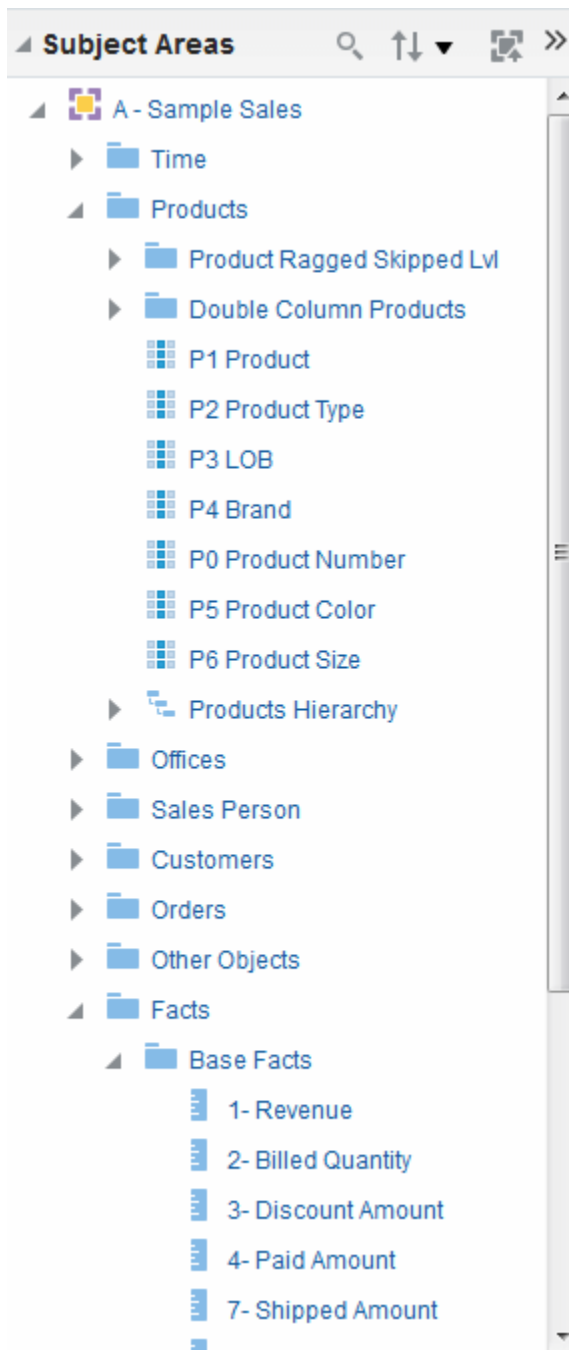 Subject Areas
A - Sample Sales
Time
Products
Product Ragged Skipped Lvl
Double Column Products
P1 Product
P2 Product Type
P3 LOB
P4 Brand
P0 Product Number
P5 Product Color
P6 Product Size
Products Hierarchy
Offices
Sales Person
Customers
Orders
Other Objects
Facts
Base Facts
1- Revenue
2- Billed Quantity
3- Discount Amount
4- Paid Amount
7- Shipped Amount